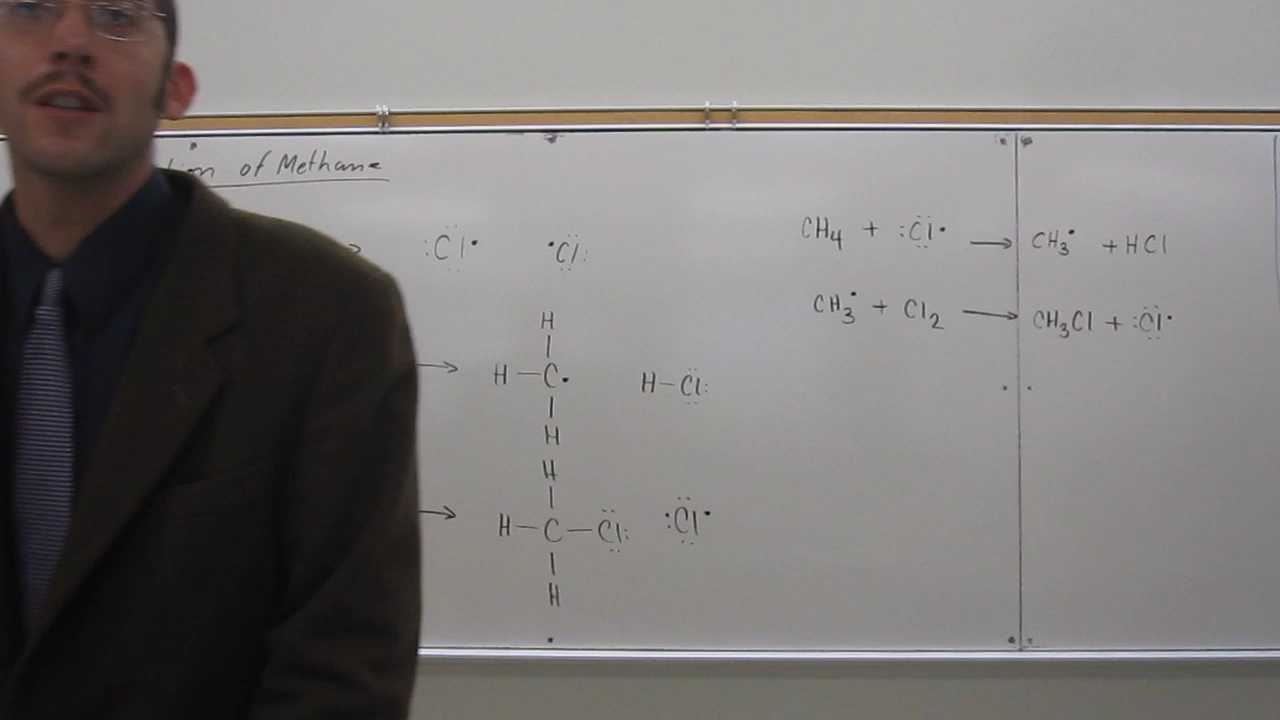 of Methane
→ :Cl• •Cl:
CH4 + :Cl• → CH3• + HCl
CH3• + Cl2 → CH3Cl + :Cl•
H
|
→ H—C• H—Cl:
|
H
H
|
→ H—C—Cl: :Cl•
|
H